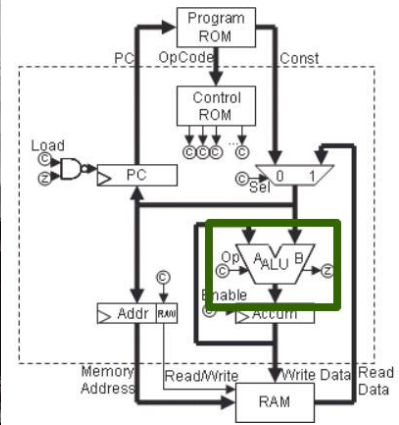 Program
ROM
PC
OpCode
Const
Control
ROM
Load
C
C C C ... C
Z
PC
C
Sel
0 1
Op
A ALU B
C
Z
C
Enable
Addr
R/W
C
Accum
Memory
Address
Read/Write
Write Data
Read
Data
RAM